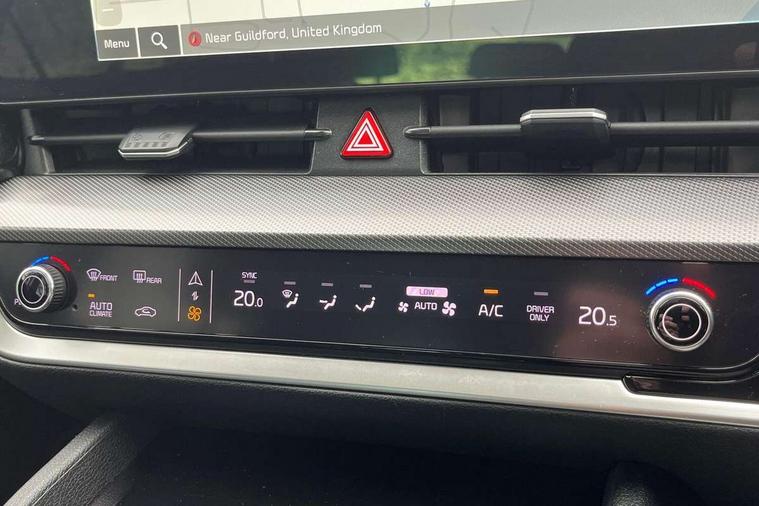 Menu
Near Guildford, United Kingdom
FRONT
REAR
AUTO
CLIMATE
SYNC
20.0
LOW
AUTO
A/C
DRIVER
ONLY
20.5